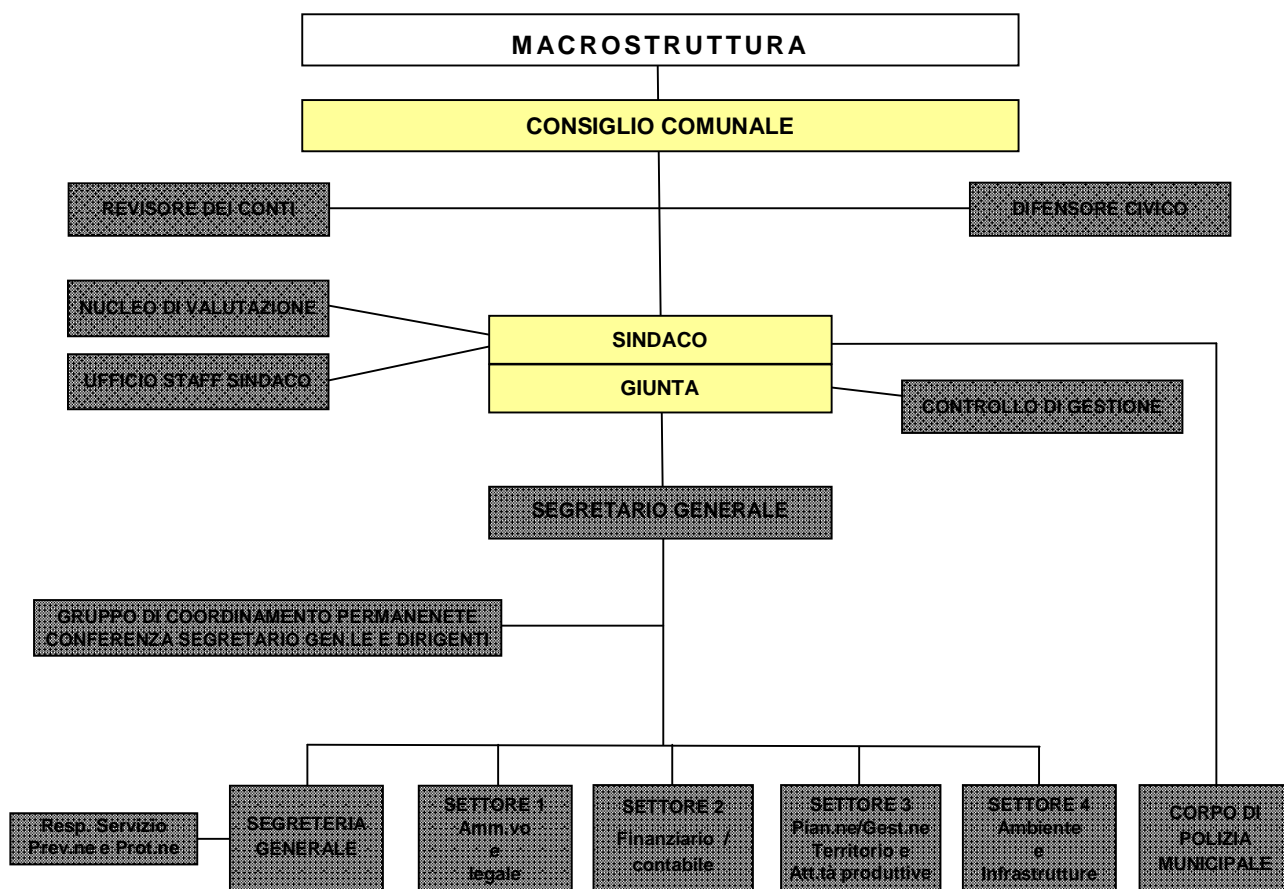 MACROSTRUTTURA
CONSIGLIO COMUNALE
REVISORE DEI CONTI
DIFENSORE CIVICO
NUCLEO DI VALUTAZIONE
SINDACO
UFFICIO STAFF SINDACO
GIUNTA
CONTROLLO DI GESTIONE
SEGRETARIO GENERALE
GRUPPO DI COORDINAMENTO PERMANENETE
CONFERENZA SEGRETARIO GEN.LE E DIRIGENTI
Resp. Servizio
Prev.ne e Prot.ne
SEGRETERIA
GENERALE
SETTORE 1
Amm.vo
e
legale
SETTORE 2
Finanziario /
contabile
SETTORE 3
Pian.ne/Gest.ne
Territorio e
Att.tà produttive
SETTORE 4
Ambiente
e
Infrastrutture
CORPO DI
POLIZIA
MUNICIPALE